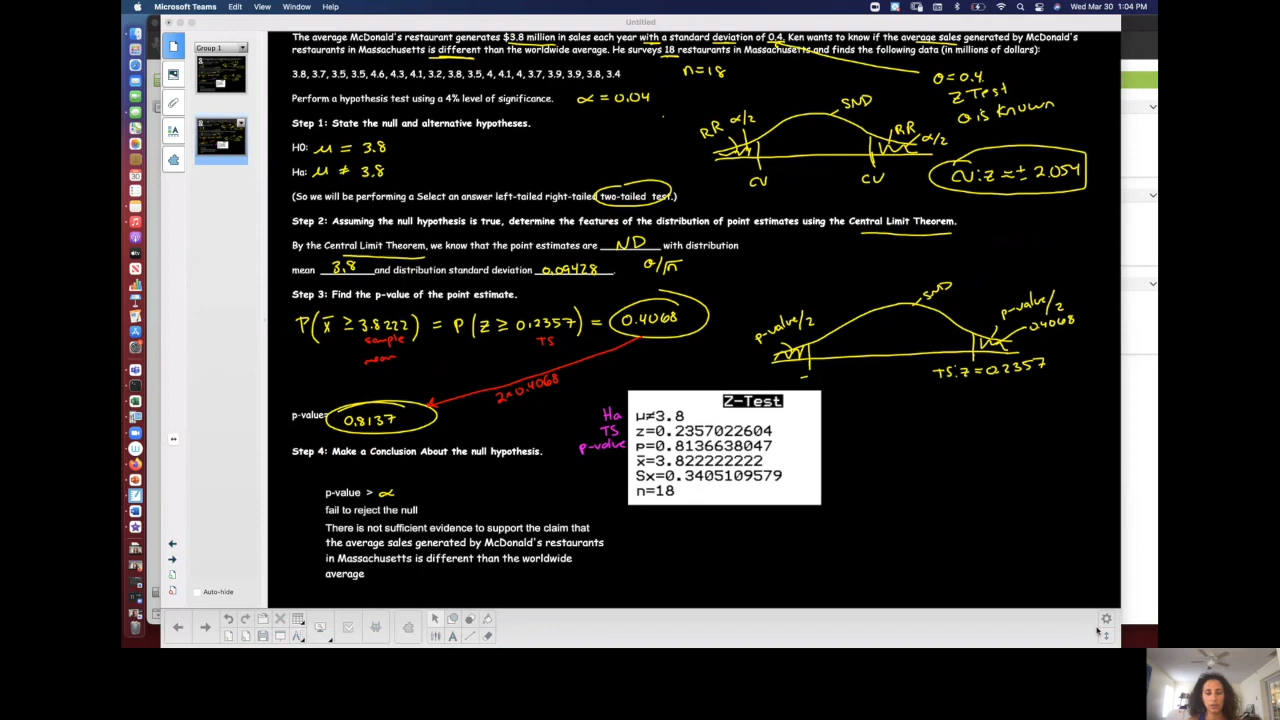 Microsoft Teams Edit View Window Help
Wed Mar 30 1:04 PM
Untitled
Group 1
The average McDonald's restaurant generates $3.8 million in sales each year with a standard deviation of 0.4. Ken wants to know if the average sales generated by McDonald's
restaurants in Massachusetts is different than the worldwide average. He surveys 18 restaurants in Massachusetts and finds the following data (in millions of dollars):
n=18
σ = 0.4
3.8, 3.7, 3.5, 3.5, 4.6, 4.3, 4.1, 3.2, 3.8, 3.5, 4, 4.1, 4, 3.7, 3.9, 3.9, 3.8, 3.4
Z Test
σ is known
Perform a hypothesis test using a 4% level of significance. α = 0.04
SND
RR α/2
RR α/2
CV
CV
CV: z ≈ ± 2.054
Step 1: State the null and alternative hypotheses.
H0: μ = 3.8
Ha: μ ≠ 3.8
(So we will be performing a Select an answer left-tailed right-tailed two-tailed test.)
Step 2: Assuming the null hypothesis is true, determine the features of the distribution of point estimates using the Central Limit Theorem.
By the Central Limit Theorem, we know that the point estimates are ND with distribution
mean 3.8 and distribution standard deviation 0.09428. σ/√n
Step 3: Find the p-value of the point estimate.
P(x̄ ≥ 3.8222) = P(z ≥ 0.2357) = 0.4068
sample
mean
TS
SND
p-value/2
p-value/2
0.4068
TS: z = 0.2357
2*0.4068
p-value= 0.8137
Z-Test
Ha μ≠3.8
TS z=0.2357022604
p-value p=0.8136638047
x̄=3.822222222
Sx=0.3405109579
n=18
Step 4: Make a Conclusion About the null hypothesis.
p-value > α
fail to reject the null
There is not sufficient evidence to support the claim that
the average sales generated by McDonald's restaurants
in Massachusetts is different than the worldwide
average
Auto-hide